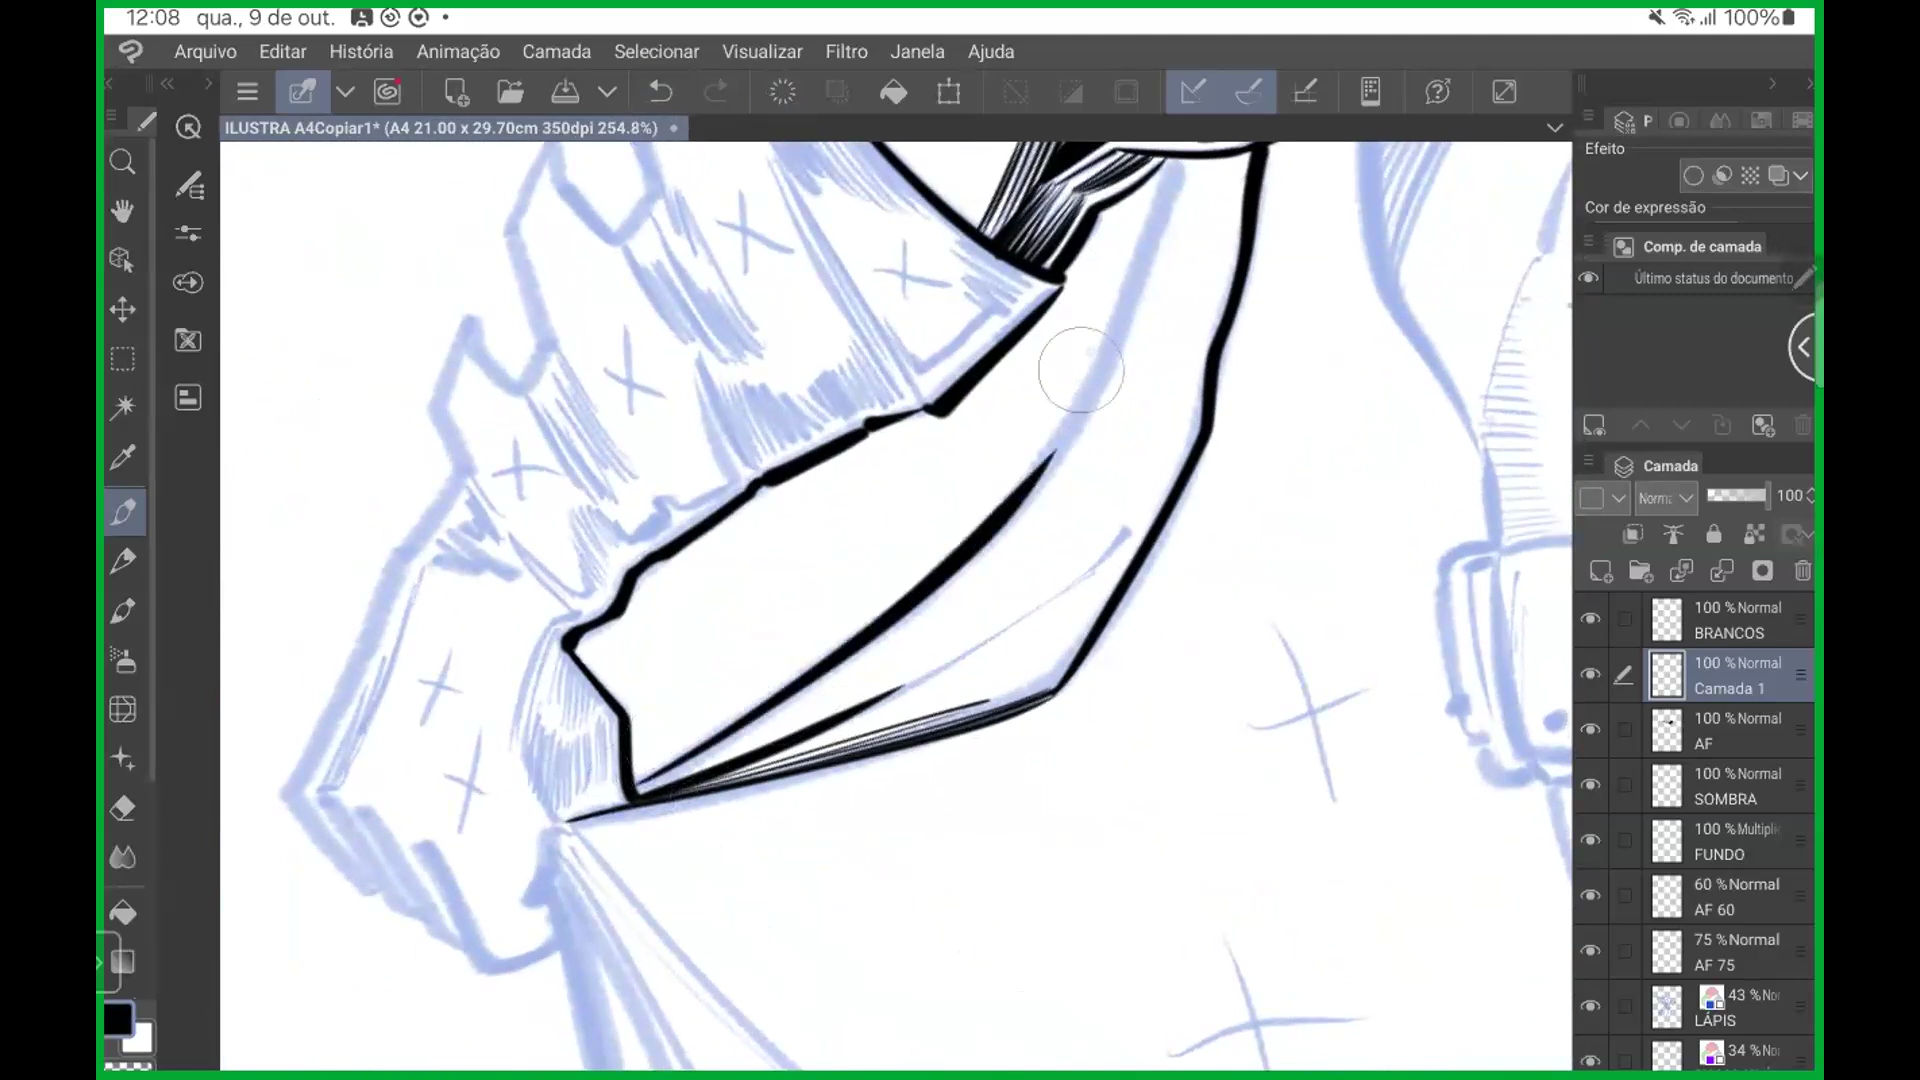 12:08 qua., 9 de out.
100%
Arquivo Editar História Animação Camada Selecionar Visualizar Filtro Janela Ajuda
ILUSTRA A4Copiar1* (A4 21.00 x 29.70cm 350dpi 254.8%)
P
Efeito
Cor de expressão
Comp. de camada
Último status do documento
Camada
Norma 100
100 % Normal
BRANCOS
100 % Normal
Camada 1
100 % Normal
AF
100 % Normal
SOMBRA
100 % Multipli
FUNDO
60 % Normal
AF 60
75 % Normal
AF 75
43 % No
LÁPIS
34 % No